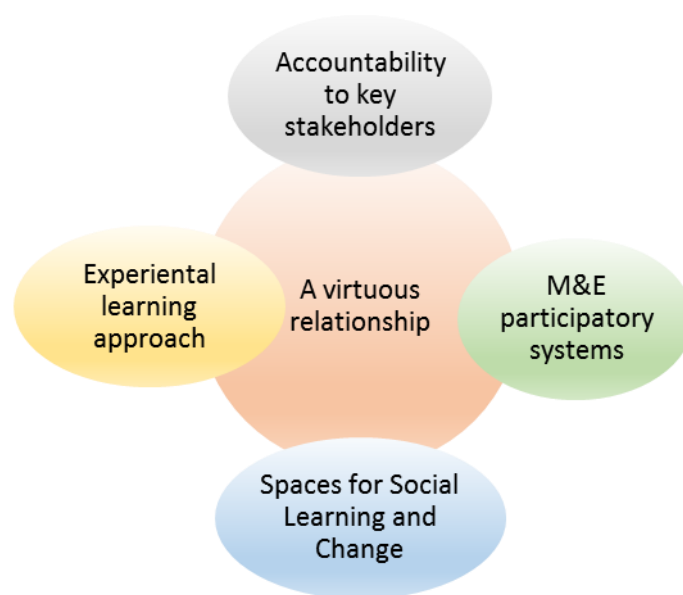 Accountability
to key
stakeholders
Experiental
learning
approach
A virtuous
relationship
M&E
participatory
systems
Spaces for Social
Learning and
Change